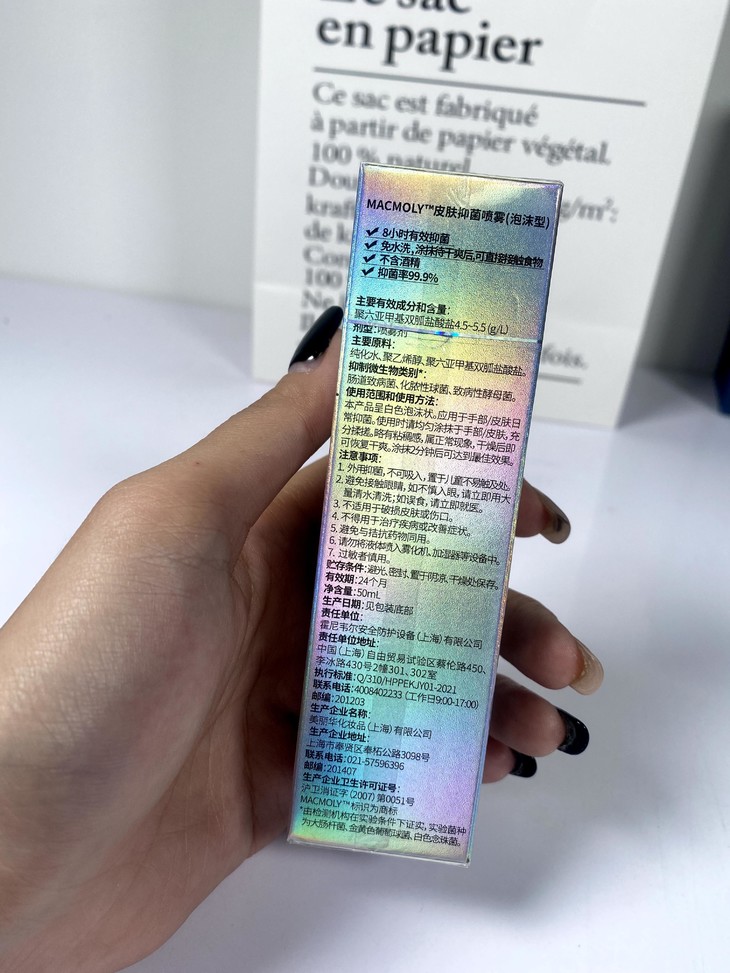 Le sac
en papier
Ce sac est fabriqué
à partir de papier végétal.
100 % naturel
g/m²:
MACMOLY™皮肤抑菌喷雾(泡沫型)
8小时有效抑菌
免水洗,涂抹待干爽后,可直接接触食物
不含酒精
抑菌率99.9%
主要有效成分和含量:
聚六亚甲基双胍盐酸盐4.5~5.5 (g/L)
剂型:喷雾剂
主要原料:
纯化水、聚乙烯醇、聚六亚甲基双胍盐酸盐。
抑制微生物类别*:
肠道致病菌、化脓性球菌、致病性酵母菌。
使用范围和使用方法:
本产品呈白色泡沫状。应用于手部/皮肤日
常抑菌。使用时请均匀涂抹于手部/皮肤,充
分揉搓。略有粘稠感,属正常现象,干燥后即
可恢复干爽。涂抹2分钟后可达到最佳效果。
注意事项:
1. 外用抑菌,不可吸入,置于儿童不易触及处。
2. 避免接触眼睛,如不慎入眼,请立即用大
量清水清洗;如误食,请立即就医。
3. 不适用于破损皮肤或伤口。
4. 不得用于治疗疾病或改善症状。
5. 避免与拮抗药物同用。
6. 请勿将液体喷入雾化机、加湿器等设备中。
7. 过敏者慎用。
贮存条件:避光、密封、置于阴凉、干燥处保存。
有效期:24个月
净含量:50mL
生产日期:见包装底部
责任单位:
霍尼韦尔安全防护设备(上海)有限公司
责任单位地址:
中国(上海)自由贸易试验区蔡伦路450、
李冰路430号2幢301、302室
执行标准:Q/310/HPPEKJY01-2021
联系电话:4008402233 (工作日9:00-17:00)
邮编:201203
生产企业名称:
美丽华化妆品(上海)有限公司
生产企业地址:
上海市奉贤区奉柘公路3098号
联系电话:021-57596396
邮编:201407
生产企业卫生许可证号:
沪卫消证字(2007)第0051号
MACMOLY™标识为商标
*由检测机构在实验条件下证实,实验菌种
为大肠杆菌、金黄色葡萄球菌、白色念珠菌。